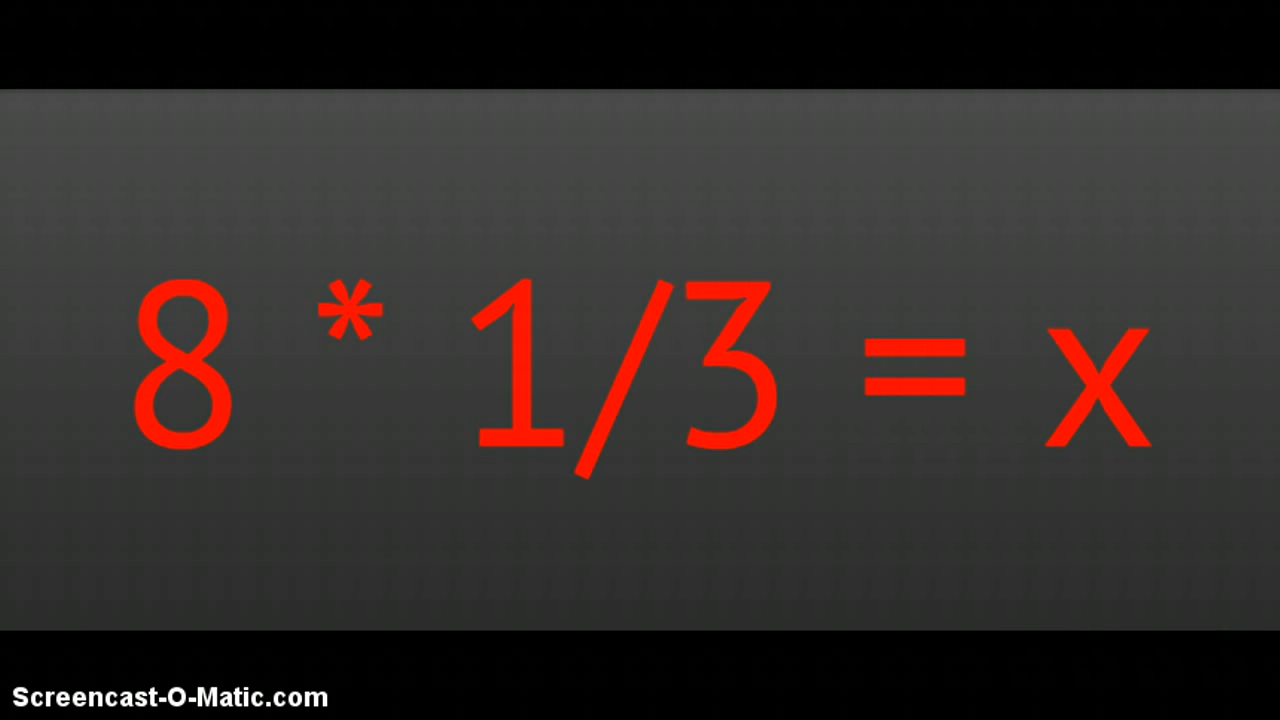 8 * 1/3 = x
Screencast-O-Matic.com